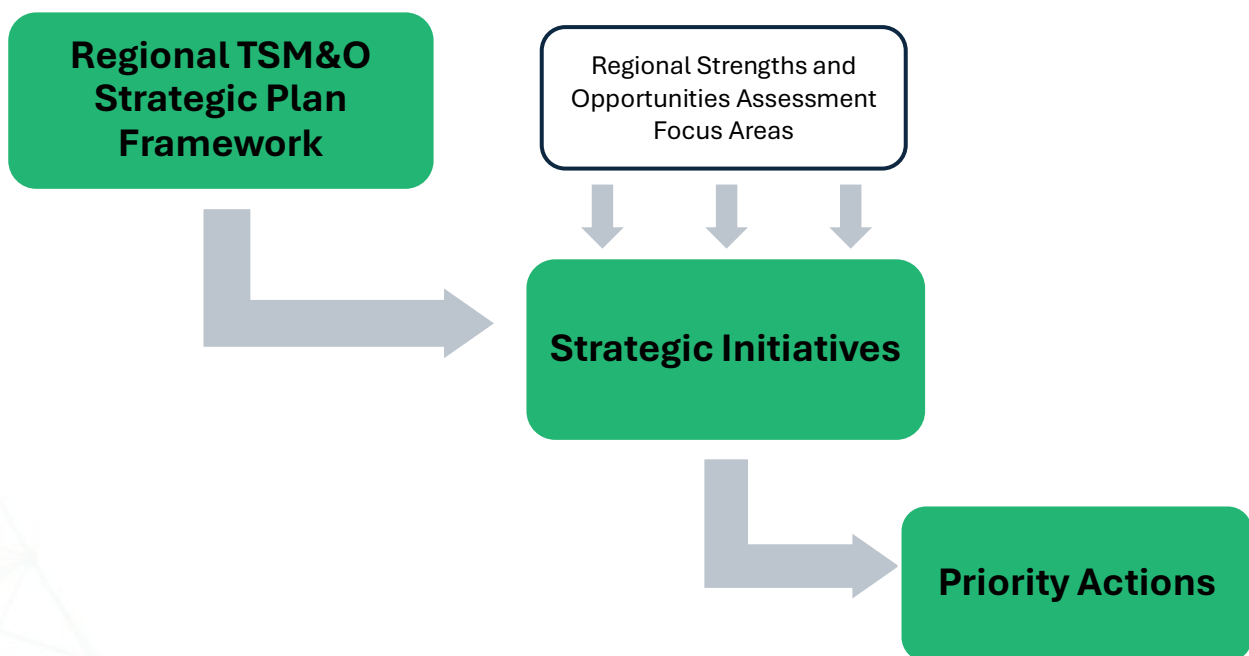 Regional TSM&O
Strategic Plan
Framework
Regional Strengths and
Opportunities Assessment
Focus Areas
Strategic Initiatives
Priority Actions